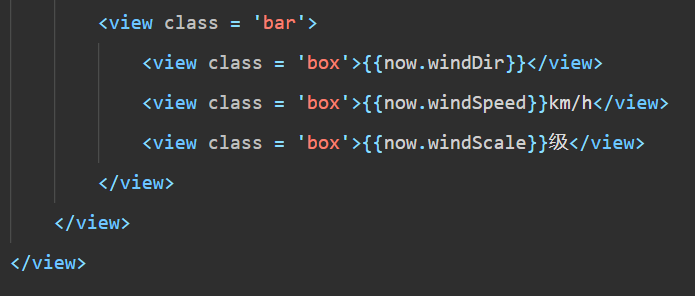 <view class = 'bar'>
<view class = 'box'>{{now.windDir}}</view>
<view class = 'box'>{{now.windSpeed}}km/h</view>
<view class = 'box'>{{now.windScale}}级</view>
</view>
</view>
</view>